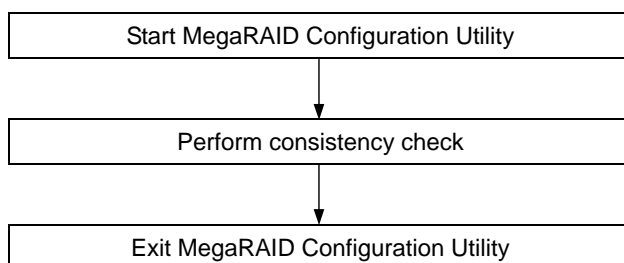 Start MegaRAID Configuration Utility
Perform consistency check
Exit MegaRAID Configuration Utility